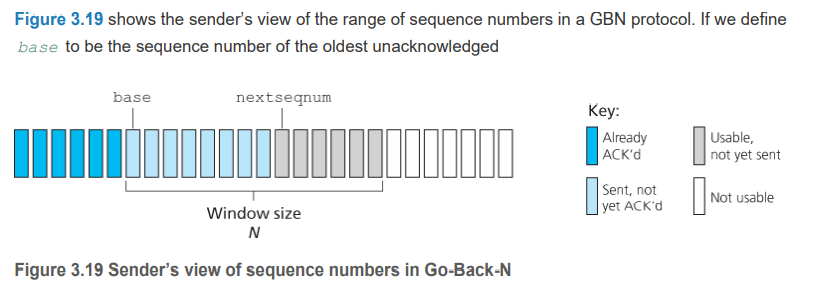 Figure 3.19 shows the sender's view of the range of sequence numbers in a GBN protocol. If we define
base to be the sequence number of the oldest unacknowledged
base
nextseqnum
Window size
N
Key:
Already
ACK'd
Usable,
not yet sent
Sent, not
yet ACK'd
Not usable
Figure 3.19 Sender's view of sequence numbers in Go-Back-N